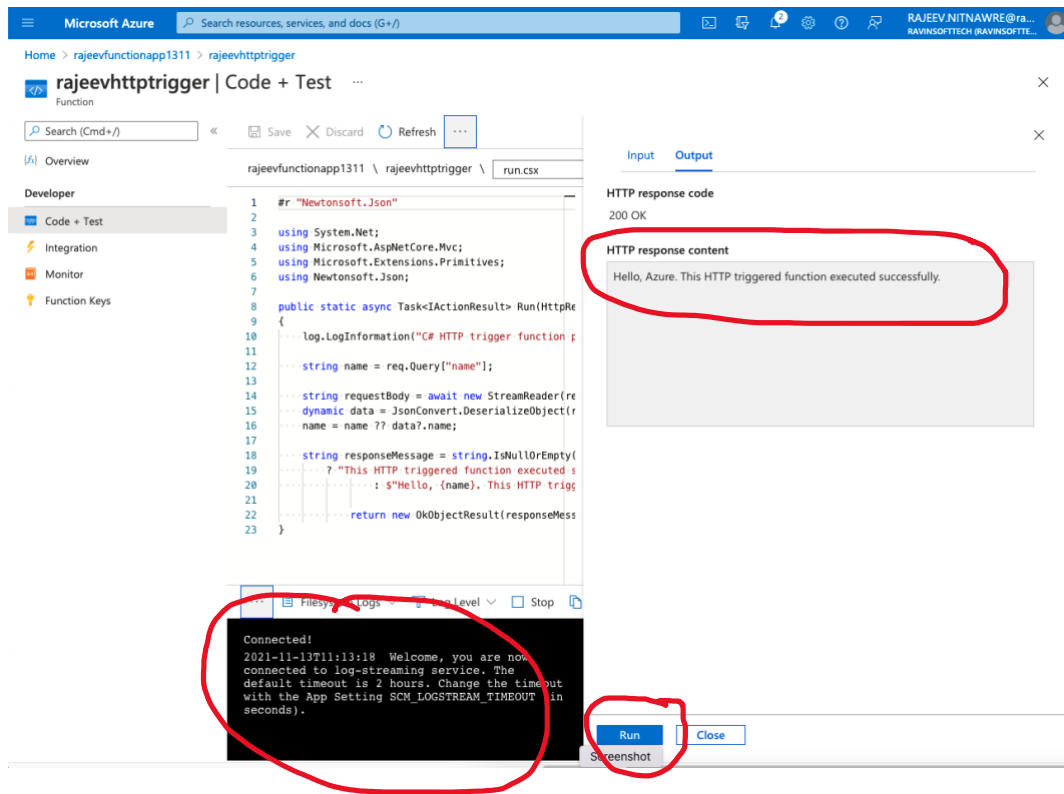 Microsoft Azure
Search resources, services, and docs (G+/)
2
RAJEEV.NITNAWRE@ra...
RAVINSOFTTECH (RAVINSOFTTE...
Home > rajeevfunctionapp1311 > rajeevhttptrigger
rajeevhttptrigger | Code + Test ...
Function
Search (Cmd+/)
«
Overview
Developer
Code + Test
Integration
Monitor
Function Keys
Save Discard Refresh ...
rajeevfunctionapp1311 \ rajeevhttptrigger \ run.csx
1 #r "Newtonsoft.Json"
2
3 using System.Net;
4 using Microsoft.AspNetCore.Mvc;
5 using Microsoft.Extensions.Primitives;
6 using Newtonsoft.Json;
7
8 public static async Task<IActionResult> Run(HttpRe
9 {
10 log.LogInformation("C# HTTP trigger function p
11
12 string name = req.Query["name"];
13
14 string requestBody = await new StreamReader(re
15 dynamic data = JsonConvert.DeserializeObject(r
16 name = name ?? data?.name;
17
18 string responseMessage = string.IsNullOrEmpty(
19 ? "This HTTP triggered function executed s
20 : $"Hello, {name}. This HTTP trigg
21
22 return new OkObjectResult(responseMess
23 }
... Filesystem Logs Log Level Stop
Connected!
2021-11-13T11:13:18 Welcome, you are now
connected to log-streaming service. The
default timeout is 2 hours. Change the timeout
with the App Setting SCM_LOGSTREAM_TIMEOUT (in
seconds).
Input Output
HTTP response code
200 OK
HTTP response content
Hello, Azure. This HTTP triggered function executed successfully.
Run Close
Screenshot